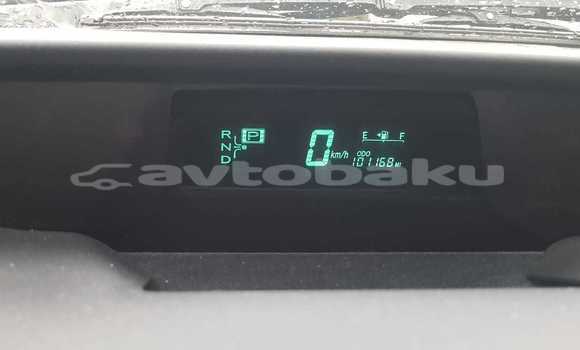 R P
N
D
0 km/h
E F
ODO
101168 MI
avtobaku